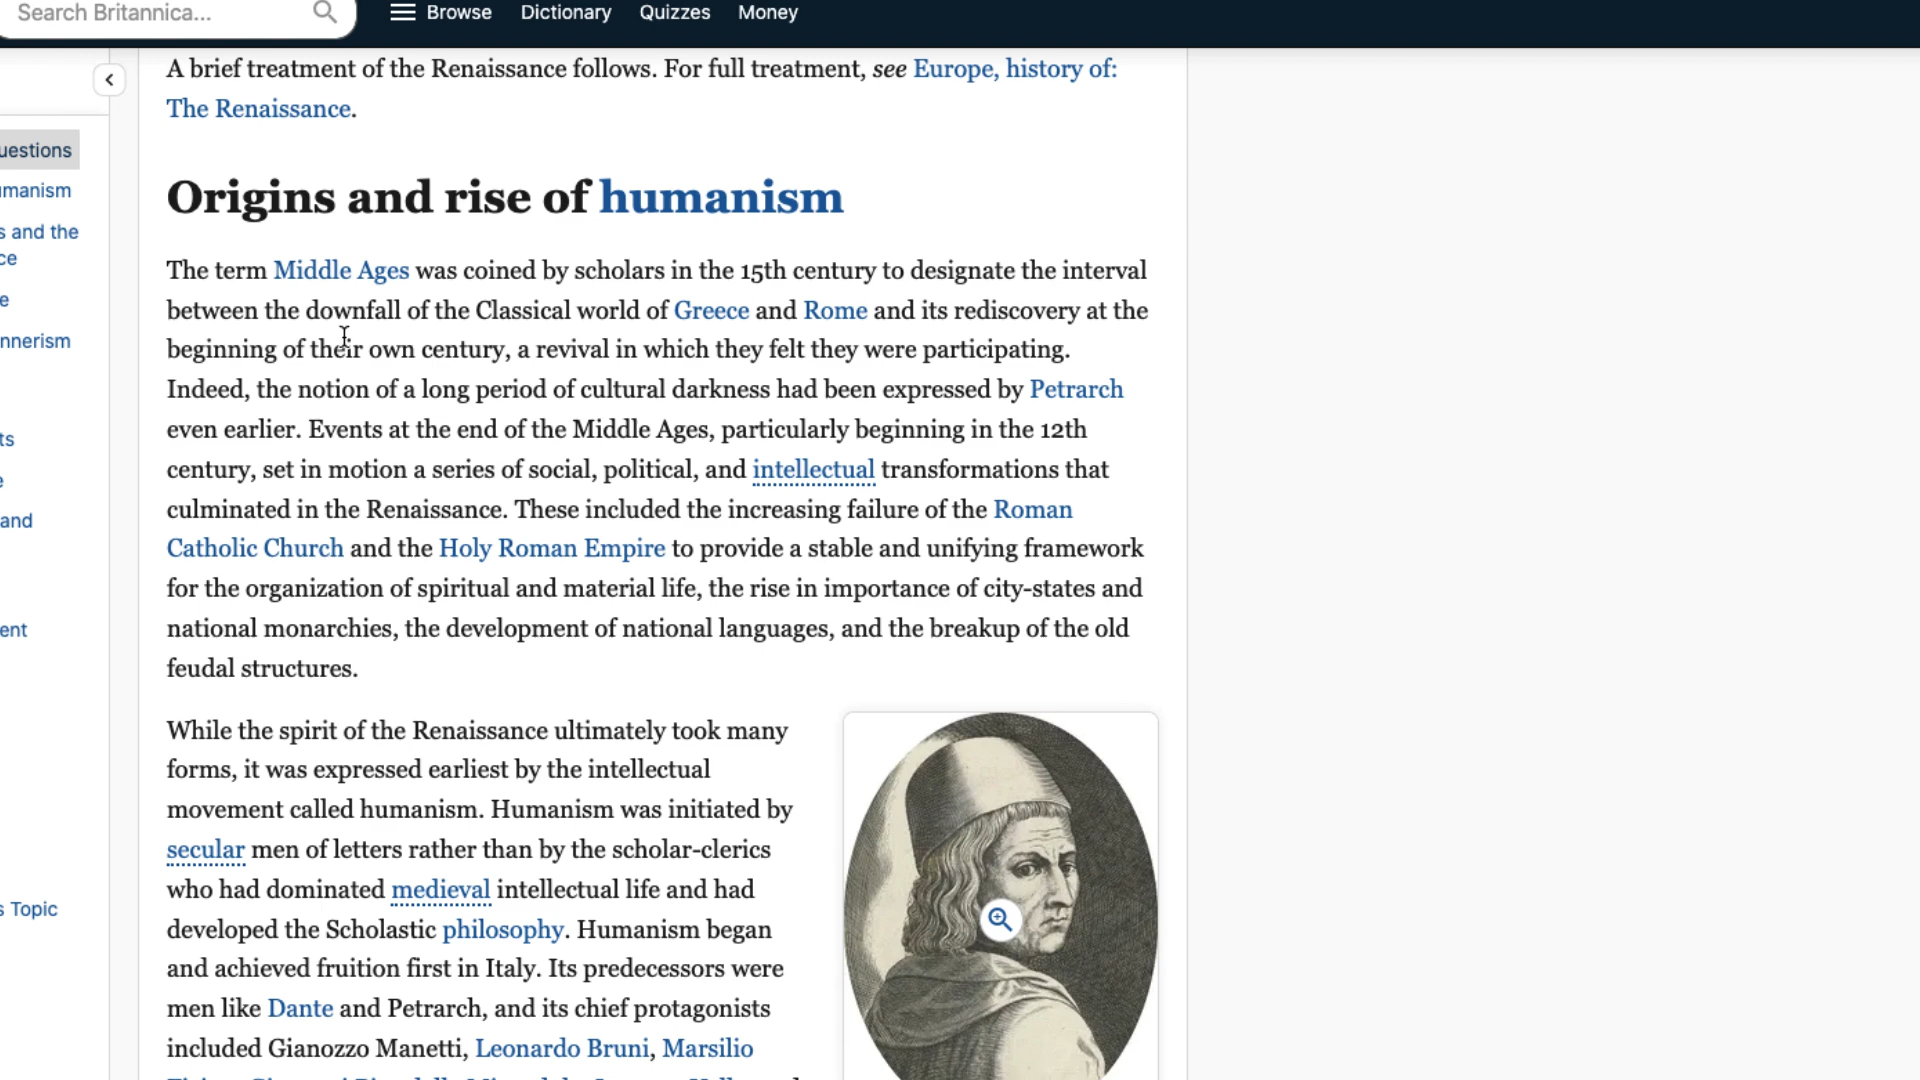 Search Britannica...
Browse
Dictionary
Quizzes
Money
A brief treatment of the Renaissance follows. For full treatment, see Europe, history of:
The Renaissance.
uestions
umanism
s and the
ce
e
nnerism
ts
e
and
ent
s Topic
Origins and rise of humanism
The term Middle Ages was coined by scholars in the 15th century to designate the interval
between the downfall of the Classical world of Greece and Rome and its rediscovery at the
beginning of their own century, a revival in which they felt they were participating.
Indeed, the notion of a long period of cultural darkness had been expressed by Petrarch
even earlier. Events at the end of the Middle Ages, particularly beginning in the 12th
century, set in motion a series of social, political, and intellectual transformations that
culminated in the Renaissance. These included the increasing failure of the Roman
Catholic Church and the Holy Roman Empire to provide a stable and unifying framework
for the organization of spiritual and material life, the rise in importance of city-states and
national monarchies, the development of national languages, and the breakup of the old
feudal structures.
While the spirit of the Renaissance ultimately took many
forms, it was expressed earliest by the intellectual
movement called humanism. Humanism was initiated by
secular men of letters rather than by the scholar-clerics
who had dominated medieval intellectual life and had
developed the Scholastic philosophy. Humanism began
and achieved fruition first in Italy. Its predecessors were
men like Dante and Petrarch, and its chief protagonists
included Gianozzo Manetti, Leonardo Bruni, Marsilio